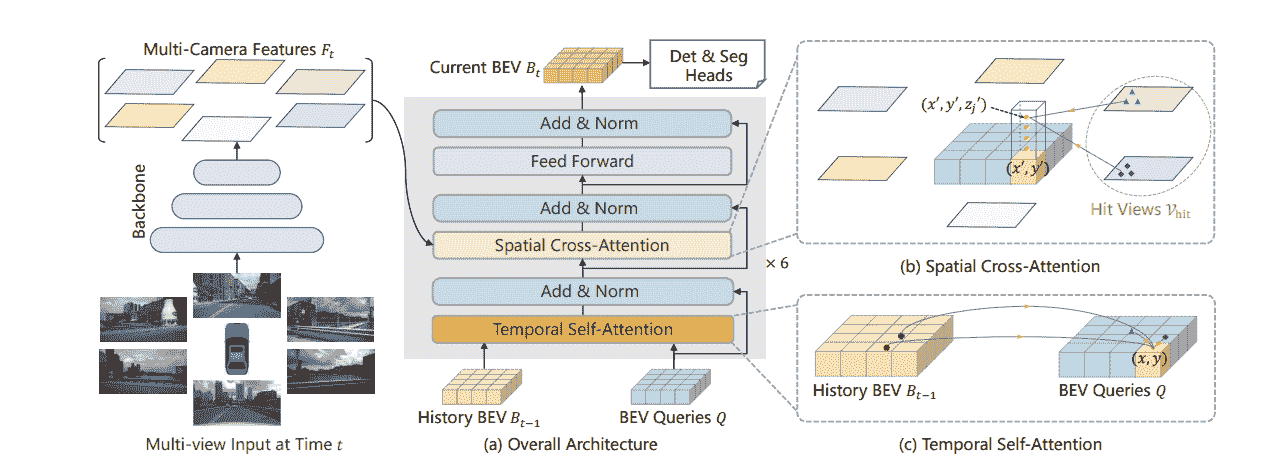 Multi-Camera Features F_t
Backbone
Multi-view Input at Time t
Current BEV B_t
Det & Seg
Heads
Add & Norm
Feed Forward
Add & Norm
Spatial Cross-Attention
Add & Norm
Temporal Self-Attention
× 6
History BEV B_{t−1}
BEV Queries Q
(a) Overall Architecture
(x′, y′, z_j′)
(x′, y′)
Hit Views 𝒱_hit
(b) Spatial Cross-Attention
(x, y)
History BEV B_{t−1}
BEV Queries Q
(c) Temporal Self-Attention